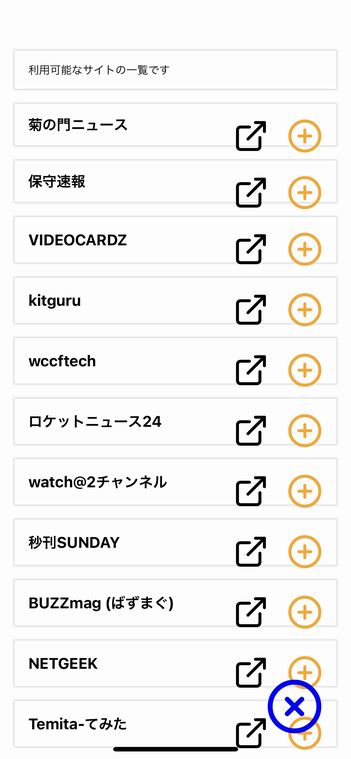 利用可能なサイトの一覧です
菊の門ニュース
保守速報
VIDEOCARDZ
kitguru
wccftech
ロケットニュース24
watch@2チャンネル
秒刊SUNDAY
BUZZmag (ばずまぐ)
NETGEEK
Temita-てみた